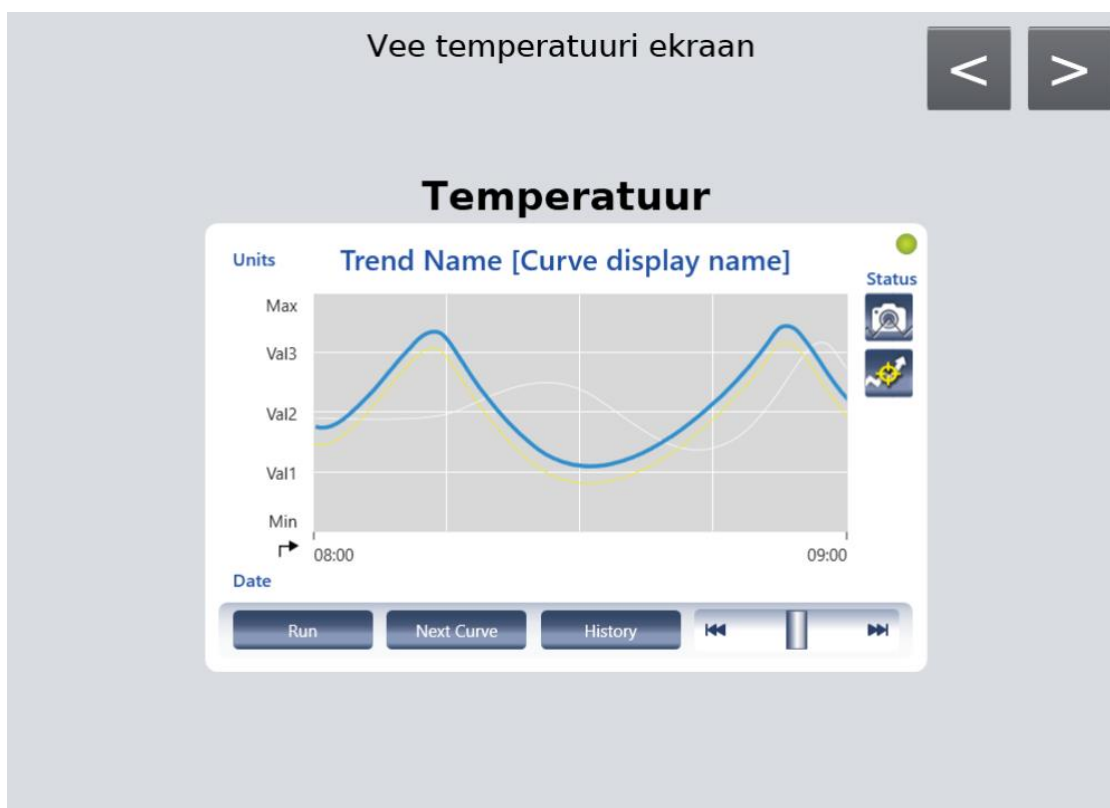 Vee temperatuuri ekraan
< >
Temperatuur
Units
Trend Name [Curve display name]
Status
Max
Val3
Val2
Val1
Min
08:00
09:00
Date
Run
Next Curve
History